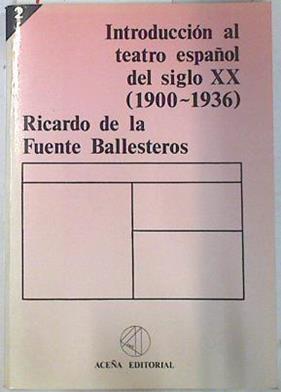 2
Introducción al
teatro español
del siglo XX
(1900-1936)
Ricardo de la
Fuente Ballesteros
ACEÑA EDITORIAL